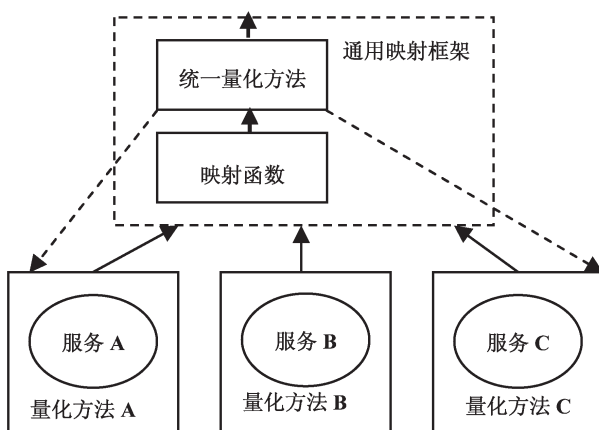 通用映射框架
统一量化方法
映射函数
服务 A
服务 B
服务 C
量化方法 A
量化方法 B
量化方法 C